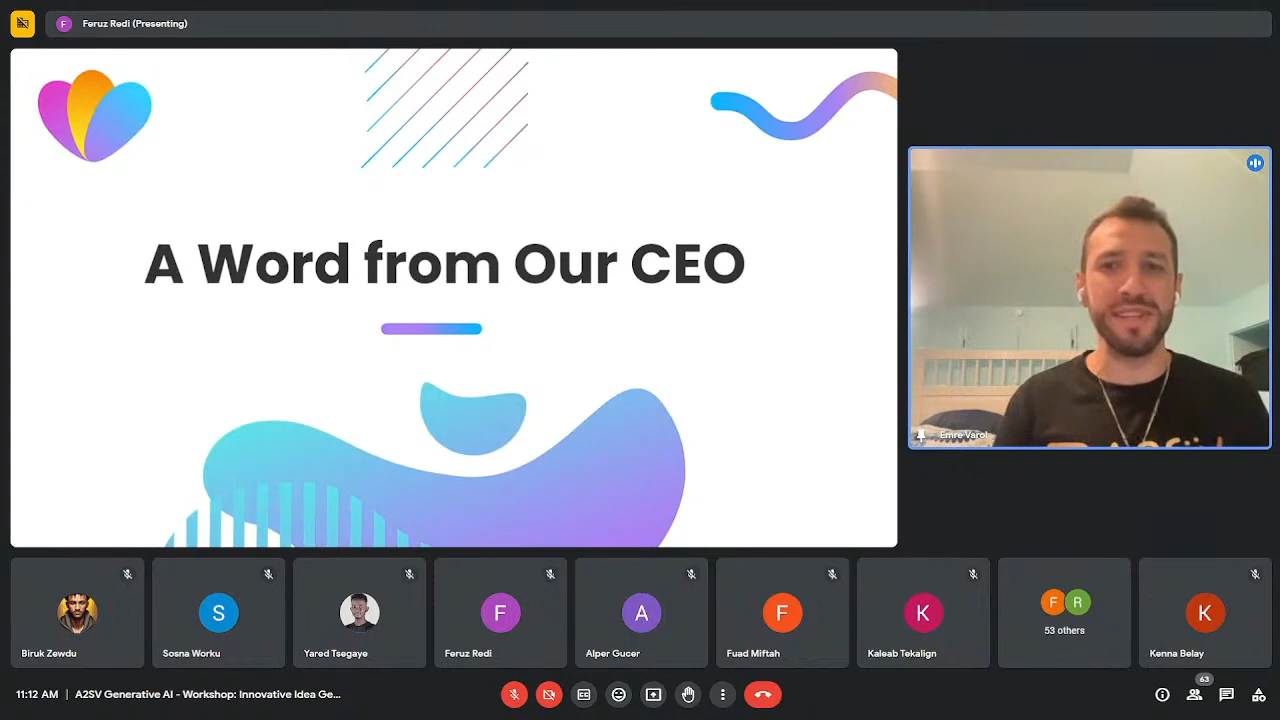 F
Feruz Redi (Presenting)
A Word from Our CEO
Emre Varol
Biruk Zewdu
S
Sosna Worku
Yared Tsegaye
F
Feruz Redi
A
Alper Gucer
F
Fuad Miftah
K
Kaleab Tekalign
F R
53 others
K
Kenna Belay
11:12 AM | A2SV Generative AI - Workshop: Innovative Idea Ge...
63